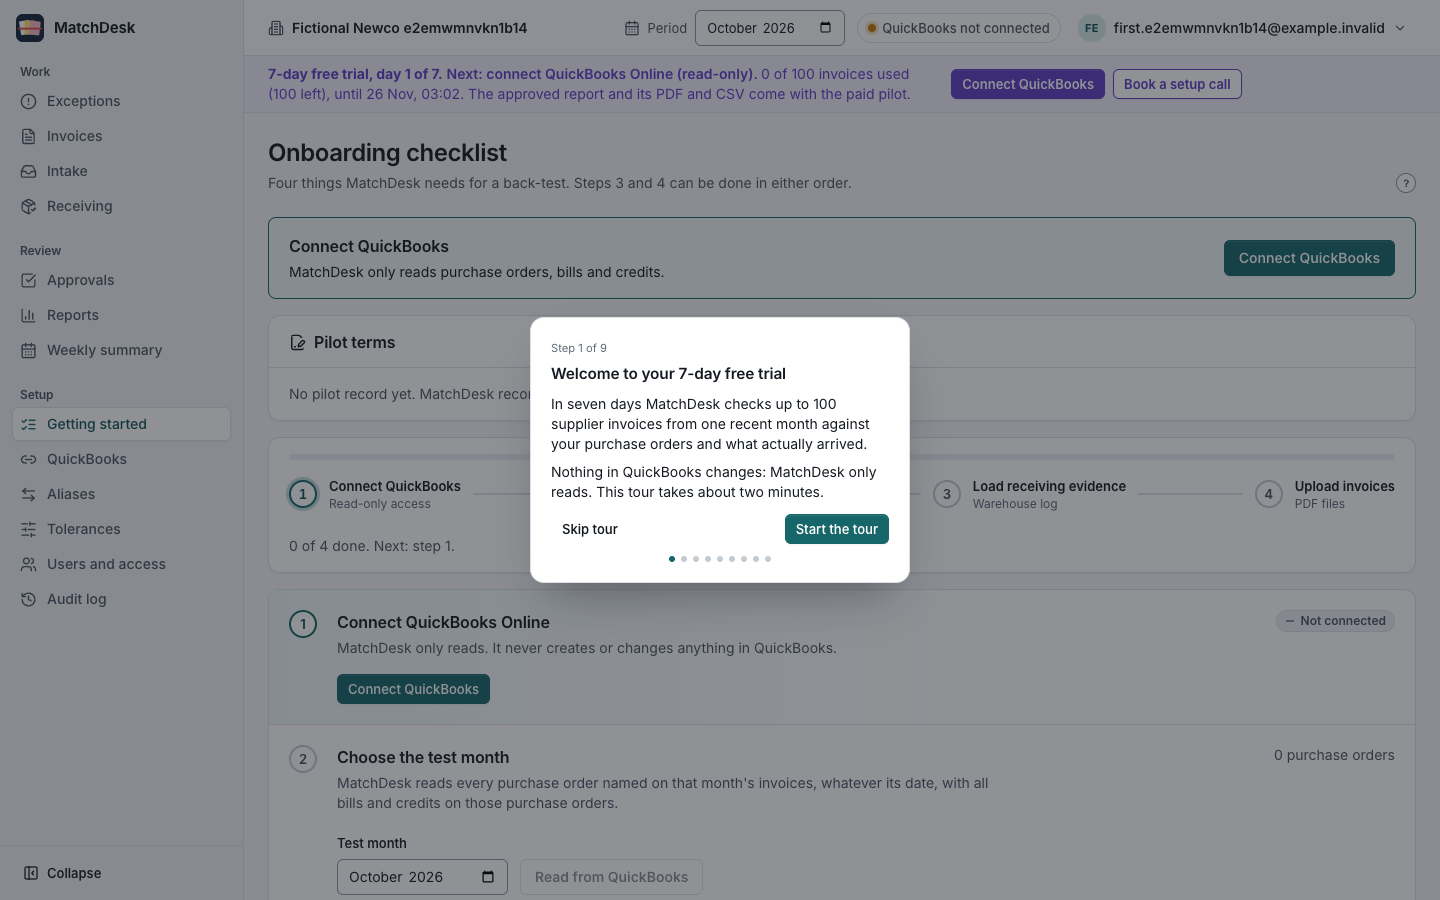 MatchDesk
Work
Exceptions
Invoices
Intake
Receiving
Review
Approvals
Reports
Weekly summary
Setup
Getting started
QuickBooks
Aliases
Tolerances
Users and access
Audit log
Collapse
Fictional Newco e2emwmnvkn1b14
Period
October 2026
QuickBooks not connected
FE
first.e2emwmnvkn1b14@example.invalid
7-day free trial, day 1 of 7. Next: connect QuickBooks Online (read-only). 0 of 100 invoices used
(100 left), until 26 Nov, 03:02. The approved report and its PDF and CSV come with the paid pilot.
Connect QuickBooks
Book a setup call
Onboarding checklist
Four things MatchDesk needs for a back-test. Steps 3 and 4 can be done in either order.
?
Connect QuickBooks
MatchDesk only reads purchase orders, bills and credits.
Connect QuickBooks
Pilot terms
No pilot record yet. MatchDesk
Step 1 of 9
Welcome to your 7-day free trial
In seven days MatchDesk checks up to 100
supplier invoices from one recent month against
your purchase orders and what actually arrived.
Nothing in QuickBooks changes: MatchDesk only
reads. This tour takes about two minutes.
Skip tour
Start the tour
1
Connect QuickBooks
Read-only access
3
Load receiving evidence
Warehouse log
4
Upload invoices
PDF files
0 of 4 done. Next: step 1.
1
Connect QuickBooks Online
Not connected
MatchDesk only reads. It never creates or changes anything in QuickBooks.
Connect QuickBooks
2
Choose the test month
0 purchase orders
MatchDesk reads every purchase order named on that month's invoices, whatever its date, with all
bills and credits on those purchase orders.
Test month
October 2026
Read from QuickBooks